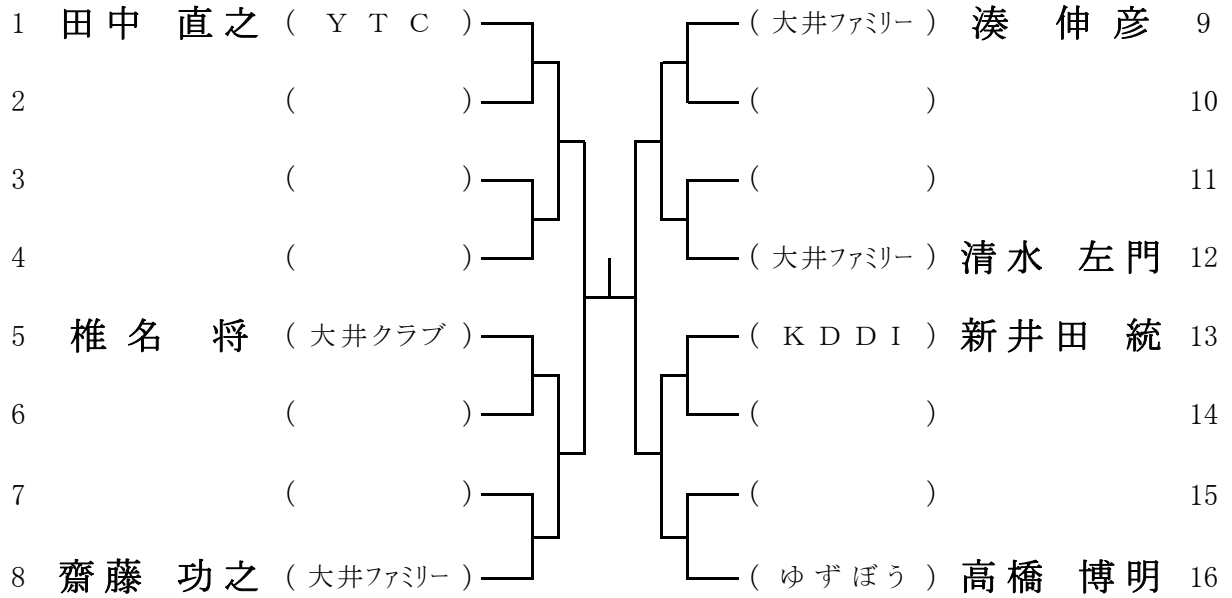 1 田中 直之 ( Y T C ) ( 大井ファミリー ) 湊 伸彦 9
2 ( ) ( ) 10
3 ( ) ( ) 11
4 ( ) ( 大井ファミリー ) 清水 左門 12
5 椎名 将 ( 大井クラブ ) ( K D D I ) 新井田 統 13
6 ( ) ( ) 14
7 ( ) ( ) 15
8 齋藤 功之 ( 大井ファミリー ) ( ゆずぼう ) 高橋 博明 16